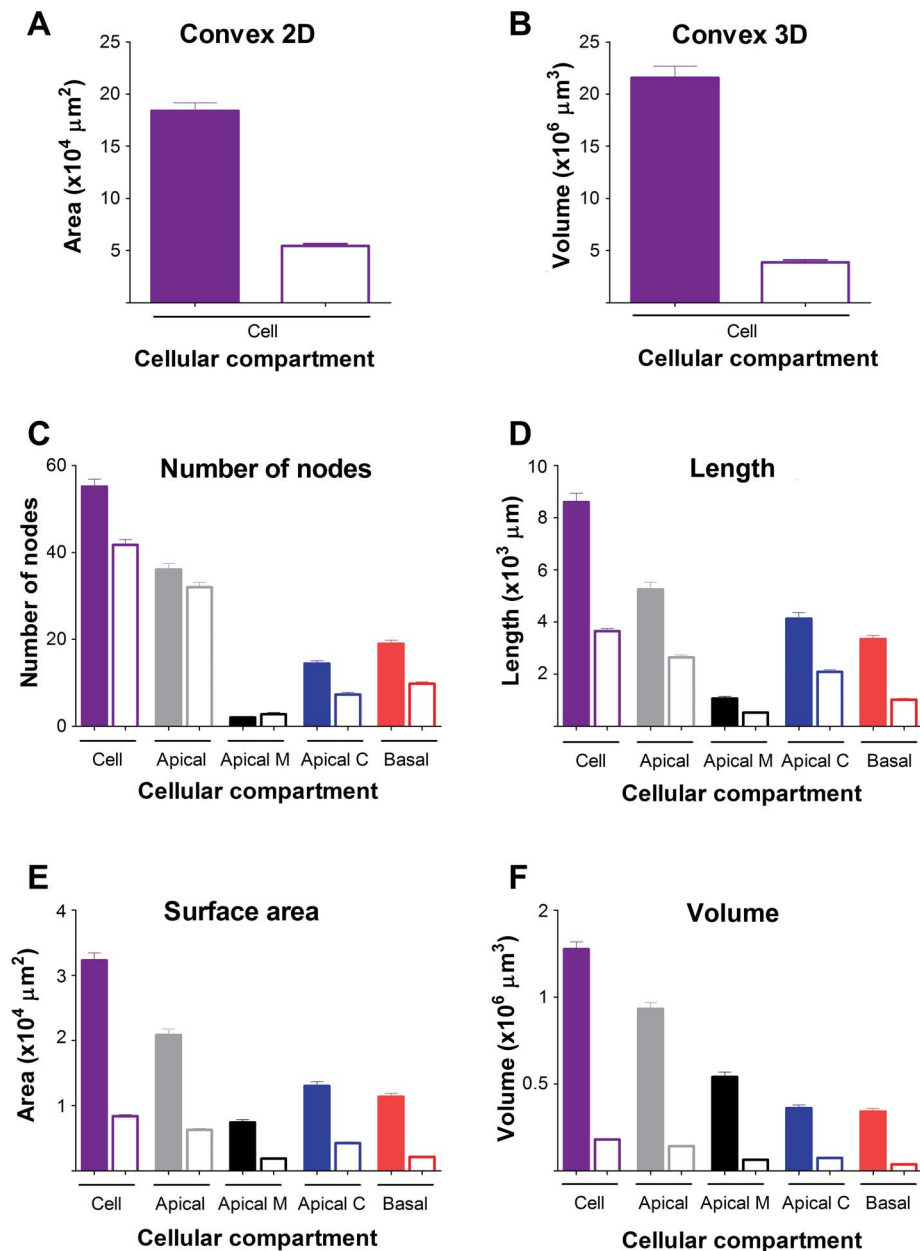 A
Convex 2D
Area (x10⁴ μm²)
25
20
15
10
5
Cell
Cellular compartment
B
Convex 3D
Volume (x10⁶ μm³)
25
20
15
10
5
Cell
Cellular compartment
C
Number of nodes
Number of nodes
60
40
20
0
Cell Apical Apical M Apical C Basal
Cellular compartment
D
Length
Length (x10³ μm)
10
8
6
4
2
Cell Apical Apical M Apical C Basal
Cellular compartment
E
Surface area
Area (x10⁴ μm²)
4
3
2
1
Cell Apical Apical M Apical C Basal
Cellular compartment
F
Volume
Volume (x10⁶ μm³)
2
1
0.5
Cell Apical Apical M Apical C Basal
Cellular compartment